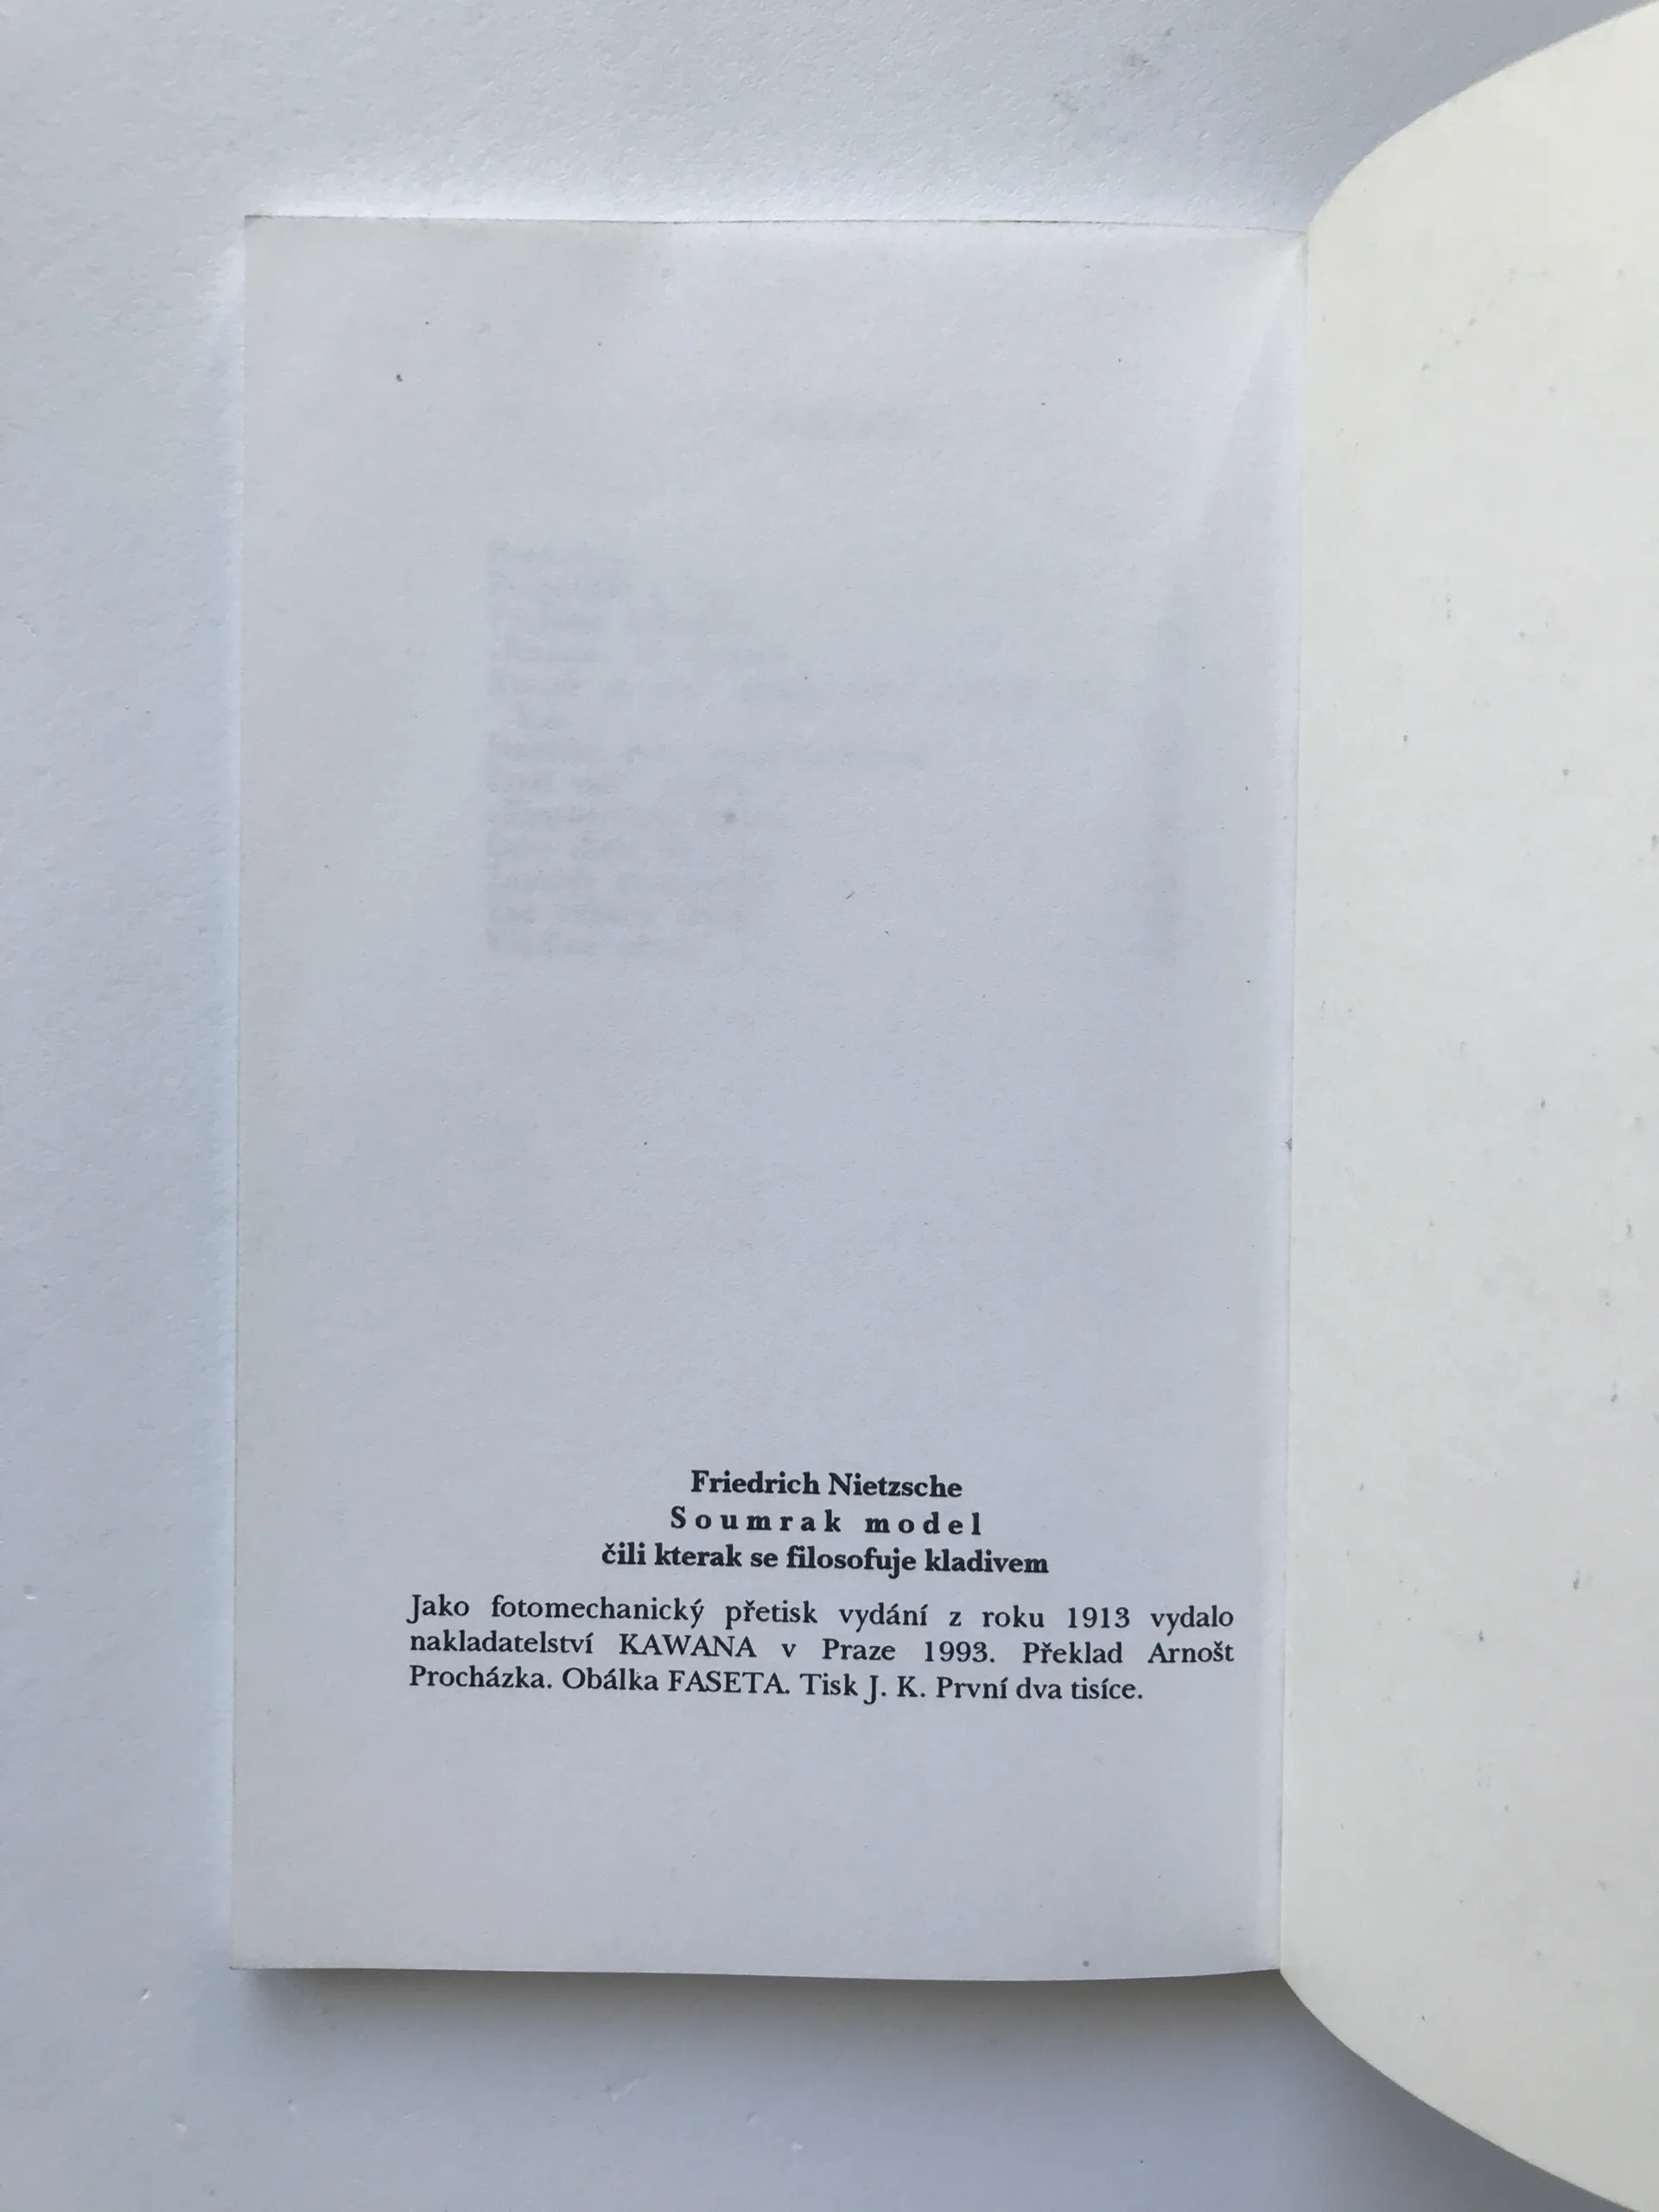 Friedrich Nietzsche
Soumrak model
čili kterak se filosofuje kladivem
Jako fotomechanický přetisk vydání z roku 1913 vydalo
nakladatelství KAWANA v Praze 1993. Překlad Arnošt
Procházka. Obálka FASETA. Tisk J. K. První dva tisíce.